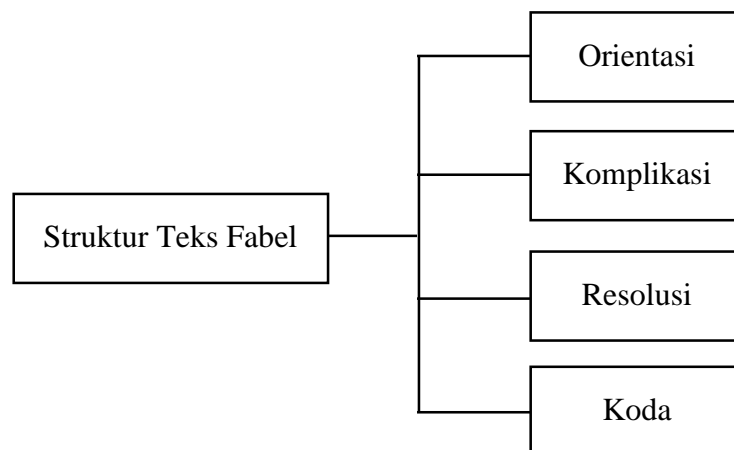 Struktur Teks Fabel
Orientasi
Komplikasi
Resolusi
Koda